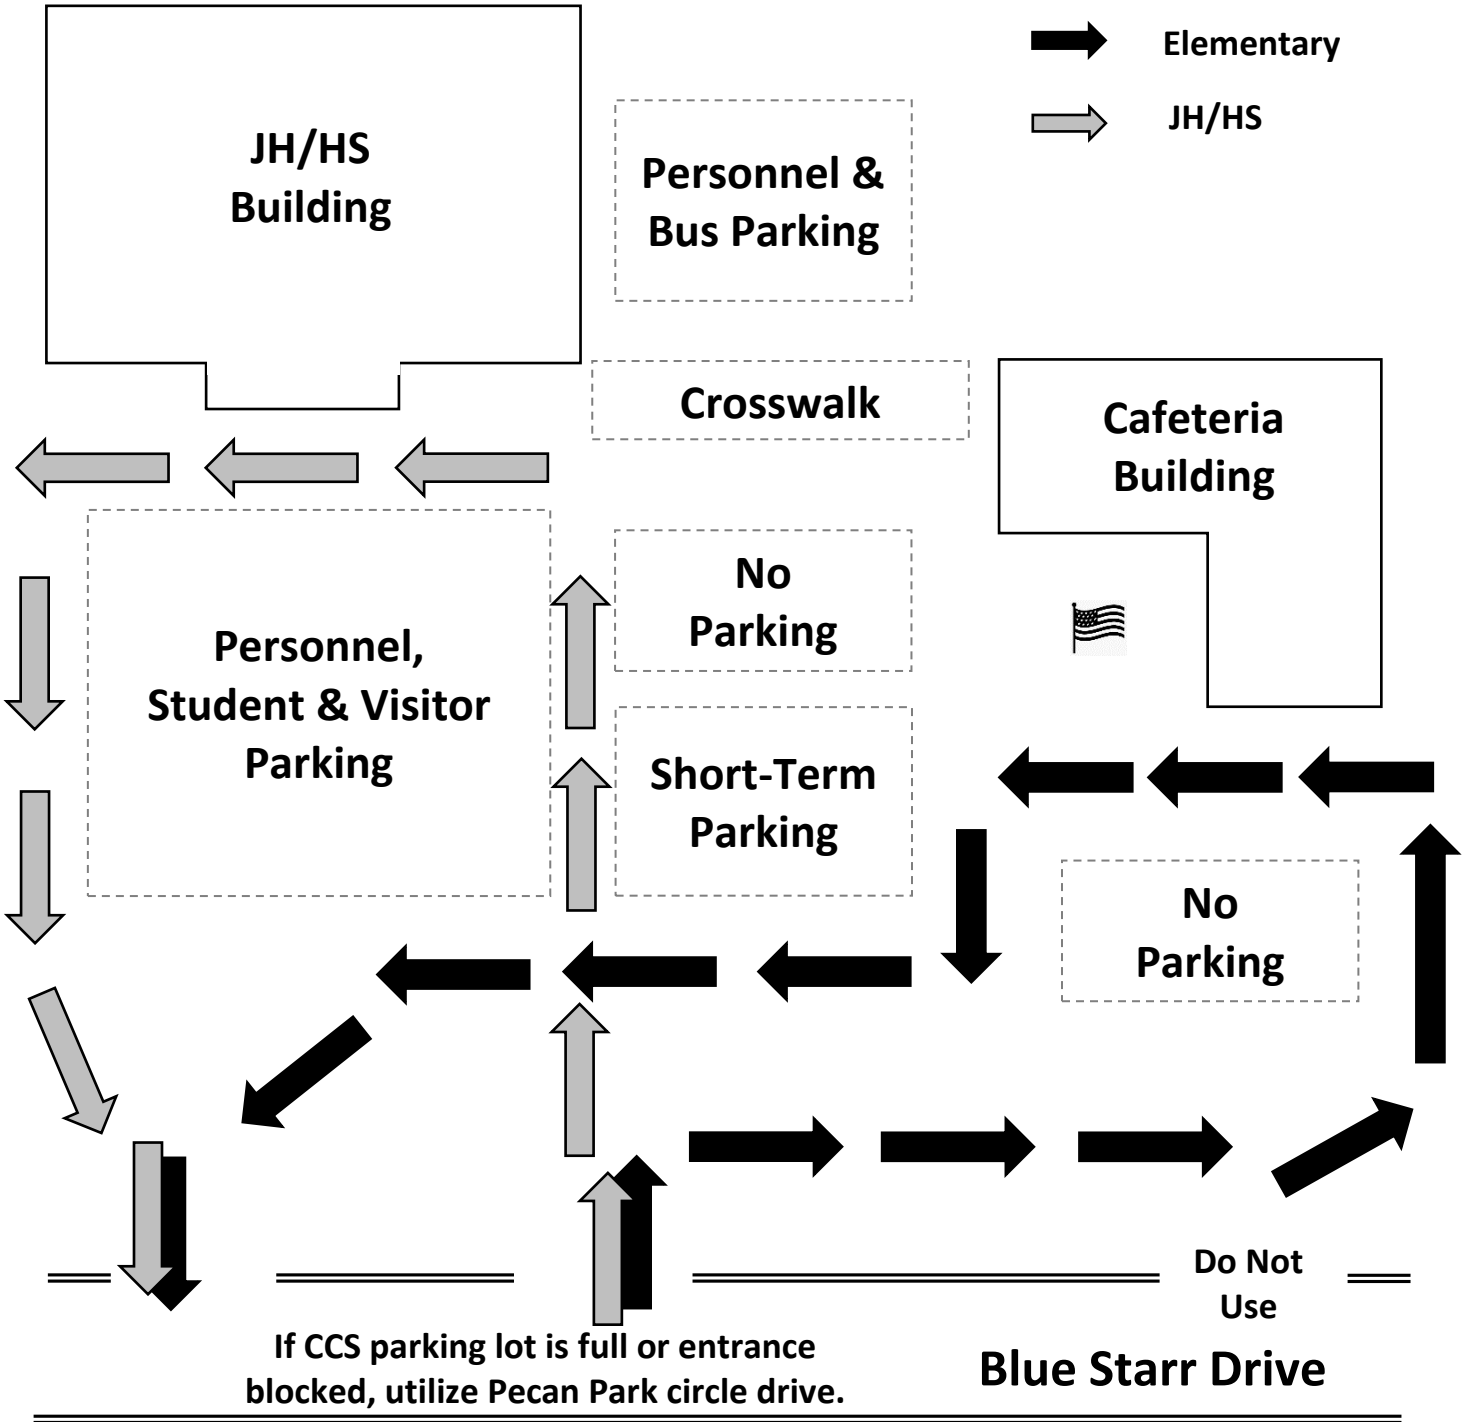 Elementary
JH/HS
JH/HS
Building
Personnel &
Bus Parking
Crosswalk
Cafeteria
Building
No
Parking
Personnel,
Student & Visitor
Parking
Short-Term
Parking
No
Parking
Do Not
Use
If CCS parking lot is full or entrance
blocked, utilize Pecan Park circle drive.
Blue Starr Drive